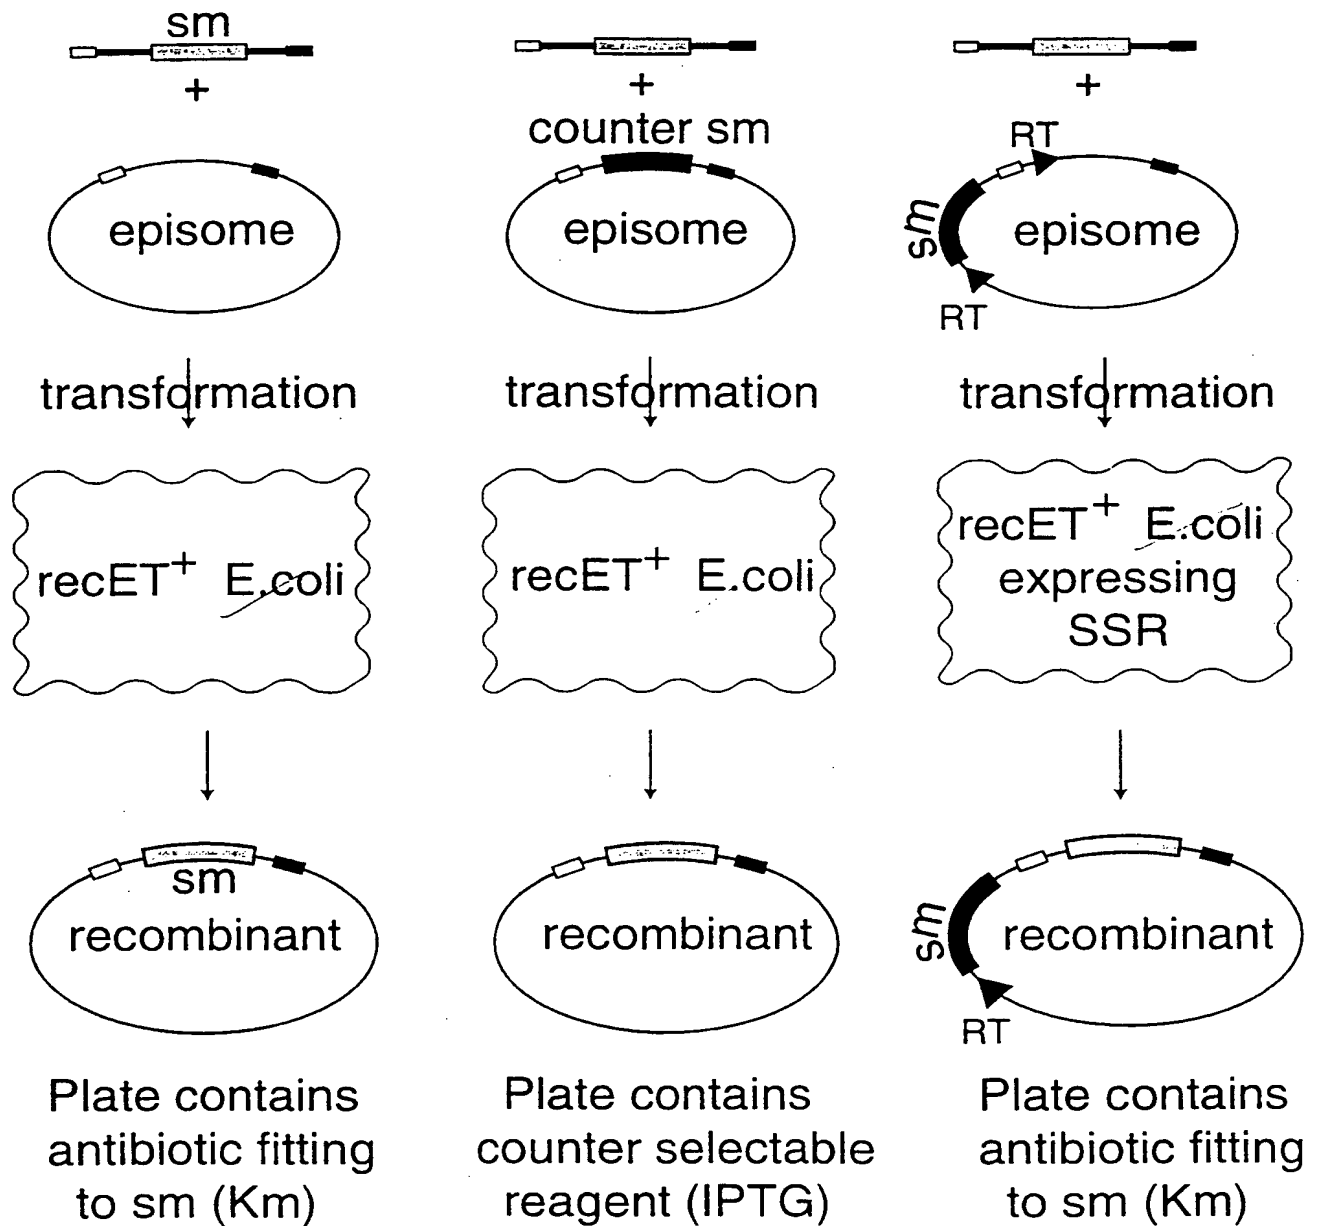 sm
+
episome
transformation
recET+ E.coli
sm
recombinant
Plate contains
antibiotic fitting
to sm (Km)
+
counter sm
episome
transformation
recET+ E.coli
recombinant
Plate contains
counter selectable
reagent (IPTG)
+
RT
sm
episome
RT
transformation
recET+ E.coli
expressing
SSR
sm
recombinant
RT
Plate contains
antibiotic fitting
to sm (Km)